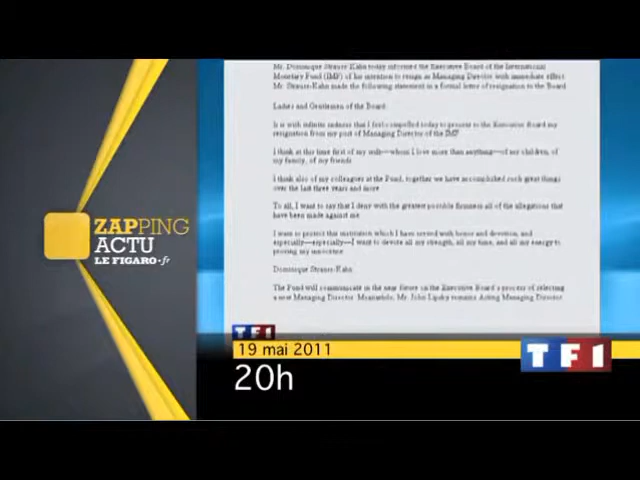 Mr. Dominique Strauss-Kahn today informed the Executive Board of the International
Monetary Fund (IMF) of his intention to resign as Managing Director with immediate effect.
Mr. Strauss-Kahn made the following statement in a formal letter of resignation to the Board
Ladies and Gentlemen of the Board:
It is with infinite sadness that I feel compelled today to present to the Executive Board my
resignation from my post of Managing Director of the IMF.
I think at this time first of my wife—whom I love more than anything—of my children, of
my family, of my friends.
I think also of my colleagues at the Fund, together we have accomplished such great things
over the last three years and more.
To all, I want to say that I deny with the greatest possible firmness all of the allegations that
have been made against me.
I want to protect this institution which I have served with honor and devotion, and
especially—especially—I want to devote all my strength, all my time, and all my energy to
proving my innocence.
Dominique Strauss-Kahn
The Fund will communicate in the near future on the Executive Board's process of selecting
a new Managing Director. Meanwhile, Mr. John Lipsky remains Acting Managing Director.
ZAPPING
ACTU
LE FIGARO·fr
TF1
19 mai 2011
TF1
20h